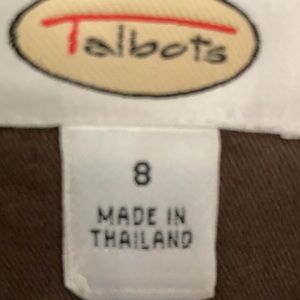 Talbots
8
MADE IN
THAILAND